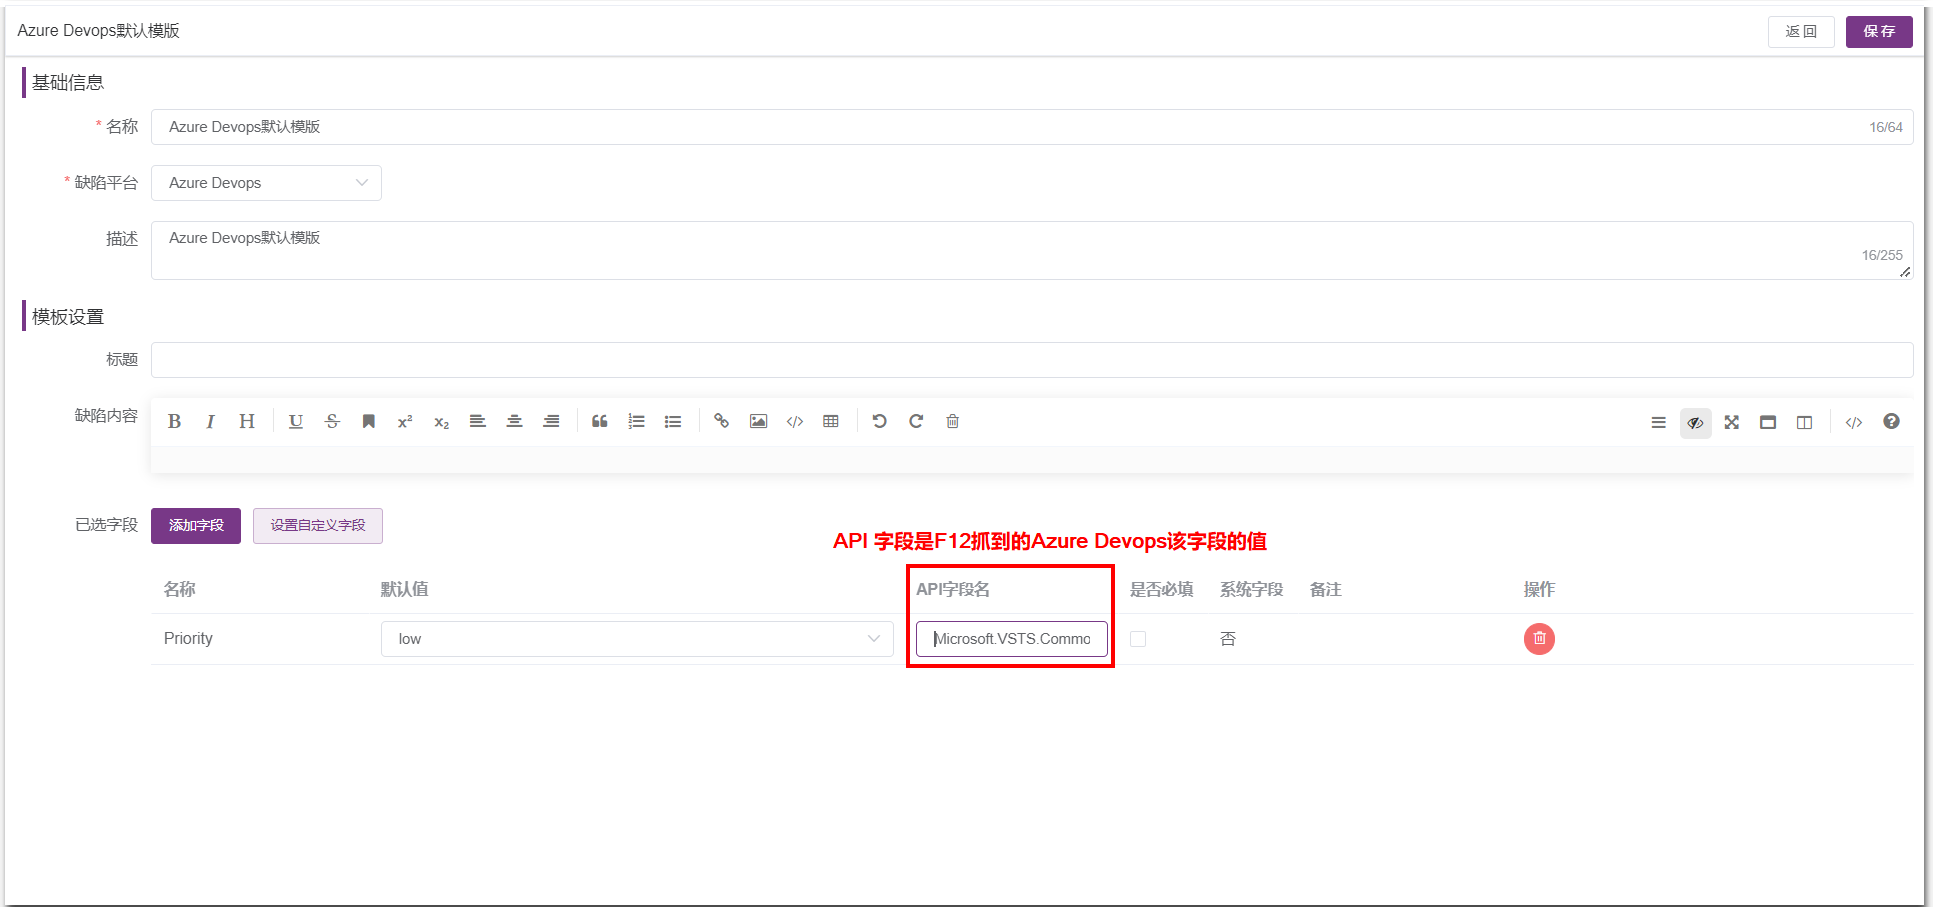 Azure Devops默认模版
返回 保存
基础信息
* 名称 Azure Devops默认模版 16/64
* 缺陷平台 Azure Devops
描述 Azure Devops默认模版 16/255
模板设置
标题
缺陷内容
已选字段 添加字段 设置自定义字段
API 字段是F12抓到的Azure Devops该字段的值
名称 默认值 API字段名 是否必填 系统字段 备注 操作
Priority low Microsoft.VSTS.Commo 否